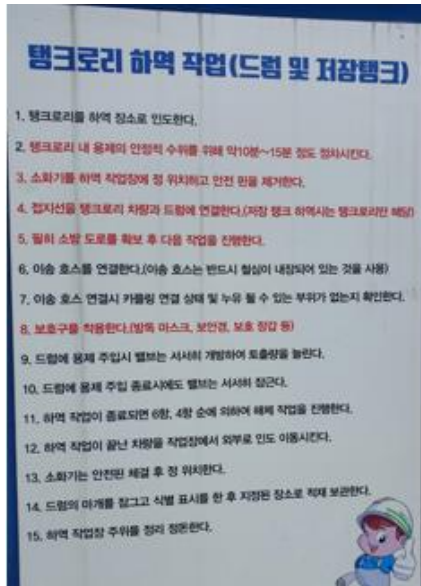 탱크로리 하역 작업(드럼 및 저장탱크)
1. 탱크로리를 하역 장소로 인도한다.
2. 탱크로리 내 용제의 안정적 수위를 위해 약10분~15분 정도 정차시킨다.
3. 소화기를 하역 작업장에 정 위치하고 안전 핀을 제거한다.
4. 접지선을 탱크로리 차량과 드럼에 연결한다.(저장 탱크 하역시는 탱크로리만 해당)
5. 필히 소방 도로를 확보 후 다음 작업을 진행한다.
6. 이송 호스를 연결한다.(이송 호스는 반드시 철심이 내장되어 있는 것을 사용)
7. 이송 호스 연결시 카플링 연결 상태 및 누유 될 수 있는 부위가 없는지 확인한다.
8. 보호구를 착용한다.(방독 마스크, 보안경, 보호 장갑 등)
9. 드럼에 용제 주입시 밸브는 서서히 개방하여 토출량을 늘린다.
10. 드럼에 용제 주입 종료시에도 밸브는 서서히 잠근다.
11. 하역 작업이 종료되면 6항, 4항 순에 의하여 해체 작업을 진행한다.
12. 하역 작업이 끝난 차량을 작업장에서 외부로 인도 이동시킨다.
13. 소화기는 안전핀 체결 후 정 위치한다.
14. 드럼의 마개를 잠그고 식별 표시를 한 후 지정된 장소로 적재 보관한다.
15. 하역 작업장 주위를 정리 정돈한다.